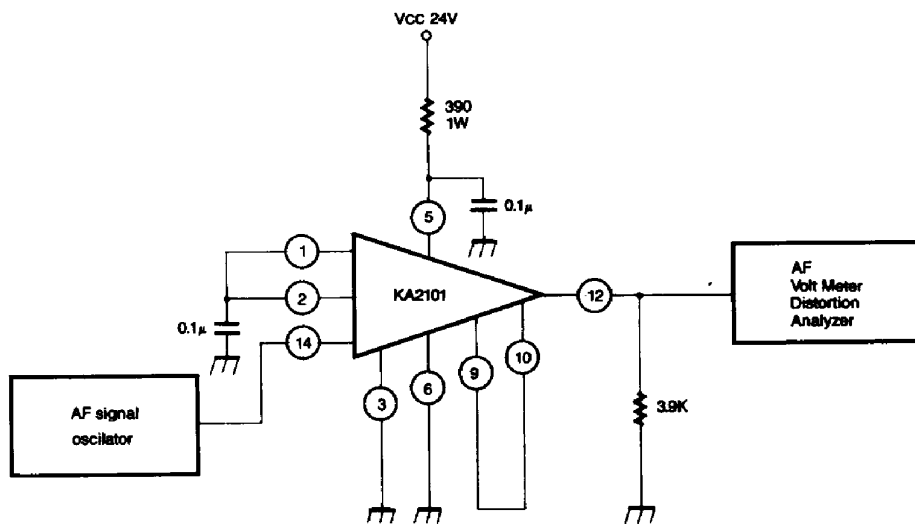 VCC 24V
390
1W
0.1μ
5
1
2
14
KA2101
12
0.1μ
3
6
9
10
AF
Volt Meter
Distortion
Analyzer
AF signal
oscilator
3.9K